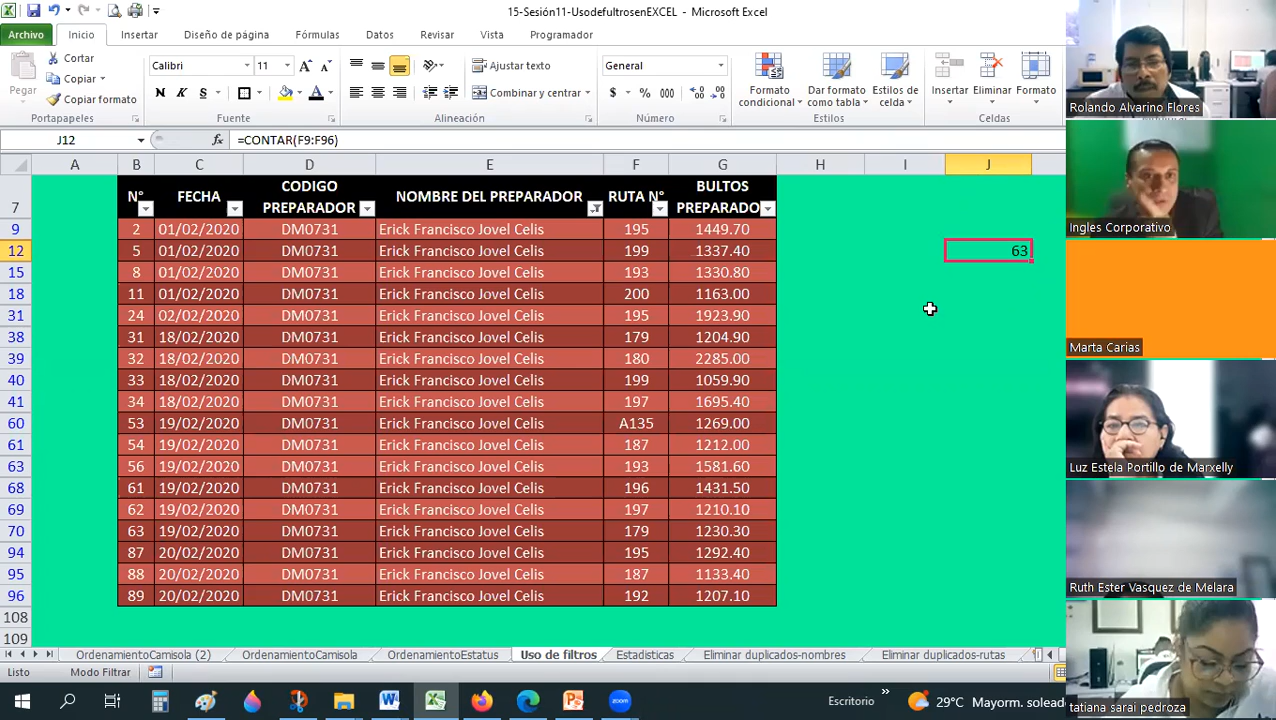 15-Sesión11-UsodefultrosenEXCEL - Microsoft Excel
Archivo Inicio Insertar Diseño de página Fórmulas Datos Revisar Vista Programador
Pegar
Cortar
Copiar
Copiar formato
Portapapeles
Calibri 11
N K S
Fuente
Ajustar texto
Combinar y centrar
Alineación
General
$ % 000
Número
Formato condicional
Dar formato como tabla
Estilos de celda
Estilos
Insertar Eliminar Formato
Celdas
J12 =CONTAR(F9:F96)
A B C D E F G H I J
7 N° FECHA CODIGO PREPARADOR NOMBRE DEL PREPARADOR RUTA N° BULTOS PREPARADO
9 2 01/02/2020 DM0731 Erick Francisco Jovel Celis 195 1449.70
12 5 01/02/2020 DM0731 Erick Francisco Jovel Celis 199 1337.40 63
15 8 01/02/2020 DM0731 Erick Francisco Jovel Celis 193 1330.80
18 11 01/02/2020 DM0731 Erick Francisco Jovel Celis 200 1163.00
31 24 02/02/2020 DM0731 Erick Francisco Jovel Celis 195 1923.90
38 31 18/02/2020 DM0731 Erick Francisco Jovel Celis 179 1204.90
39 32 18/02/2020 DM0731 Erick Francisco Jovel Celis 180 2285.00
40 33 18/02/2020 DM0731 Erick Francisco Jovel Celis 199 1059.90
41 34 18/02/2020 DM0731 Erick Francisco Jovel Celis 197 1695.40
60 53 19/02/2020 DM0731 Erick Francisco Jovel Celis A135 1269.00
61 54 19/02/2020 DM0731 Erick Francisco Jovel Celis 187 1212.00
63 56 19/02/2020 DM0731 Erick Francisco Jovel Celis 193 1581.60
68 61 19/02/2020 DM0731 Erick Francisco Jovel Celis 196 1431.50
69 62 19/02/2020 DM0731 Erick Francisco Jovel Celis 197 1210.10
70 63 19/02/2020 DM0731 Erick Francisco Jovel Celis 179 1230.30
94 87 20/02/2020 DM0731 Erick Francisco Jovel Celis 195 1292.40
95 88 20/02/2020 DM0731 Erick Francisco Jovel Celis 187 1133.40
96 89 20/02/2020 DM0731 Erick Francisco Jovel Celis 192 1207.10
108
109
OrdenamientoCamisola (2) OrdenamientoCamisola OrdenamientoEstatus Uso de filtros Estadisticas Eliminar duplicados-nombres Eliminar duplicados-rutas
Listo Modo Filtrar
zoom
Escritorio » 29°C Mayorm. soleado
Rolando Alvarino Flores
Ingles Corporativo
Marta Carias
Luz Estela Portillo de Marxelly
Ruth Ester Vasquez de Melara
tatiana sarai pedroza